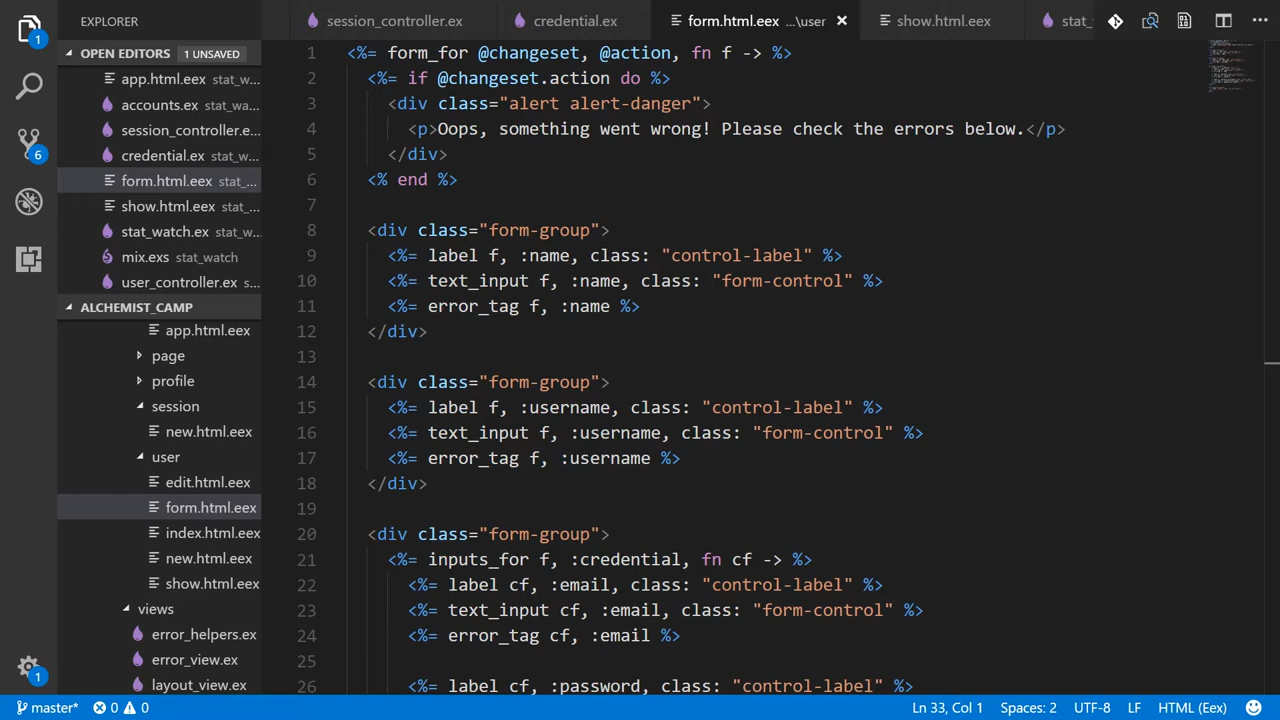 EXPLORER
session_controller.ex
credential.ex
form.html.eex ...\user
show.html.eex
stat_
1
OPEN EDITORS 1 UNSAVED
app.html.eex stat_wa...
accounts.ex stat_wa...
session_controller.e...
credential.ex stat_w...
form.html.eex stat_...
show.html.eex stat_...
stat_watch.ex stat_w...
mix.exs stat_watch
user_controller.ex s...
6
ALCHEMIST_CAMP
app.html.eex
page
profile
session
new.html.eex
user
edit.html.eex
form.html.eex
index.html.eex
new.html.eex
show.html.eex
views
error_helpers.ex
error_view.ex
layout_view.ex
1
1 <%= form_for @changeset, @action, fn f -> %>
2 <%= if @changeset.action do %>
3 <div class="alert alert-danger">
4 <p>Oops, something went wrong! Please check the errors below.</p>
5 </div>
6 <% end %>
7
8 <div class="form-group">
9 <%= label f, :name, class: "control-label" %>
10 <%= text_input f, :name, class: "form-control" %>
11 <%= error_tag f, :name %>
12 </div>
13
14 <div class="form-group">
15 <%= label f, :username, class: "control-label" %>
16 <%= text_input f, :username, class: "form-control" %>
17 <%= error_tag f, :username %>
18 </div>
19
20 <div class="form-group">
21 <%= inputs_for f, :credential, fn cf -> %>
22 <%= label cf, :email, class: "control-label" %>
23 <%= text_input cf, :email, class: "form-control" %>
24 <%= error_tag cf, :email %>
25
26 <%= label cf, :password, class: "control-label" %>
master* 0 0 Ln 33, Col 1 Spaces: 2 UTF-8 LF HTML (Eex)